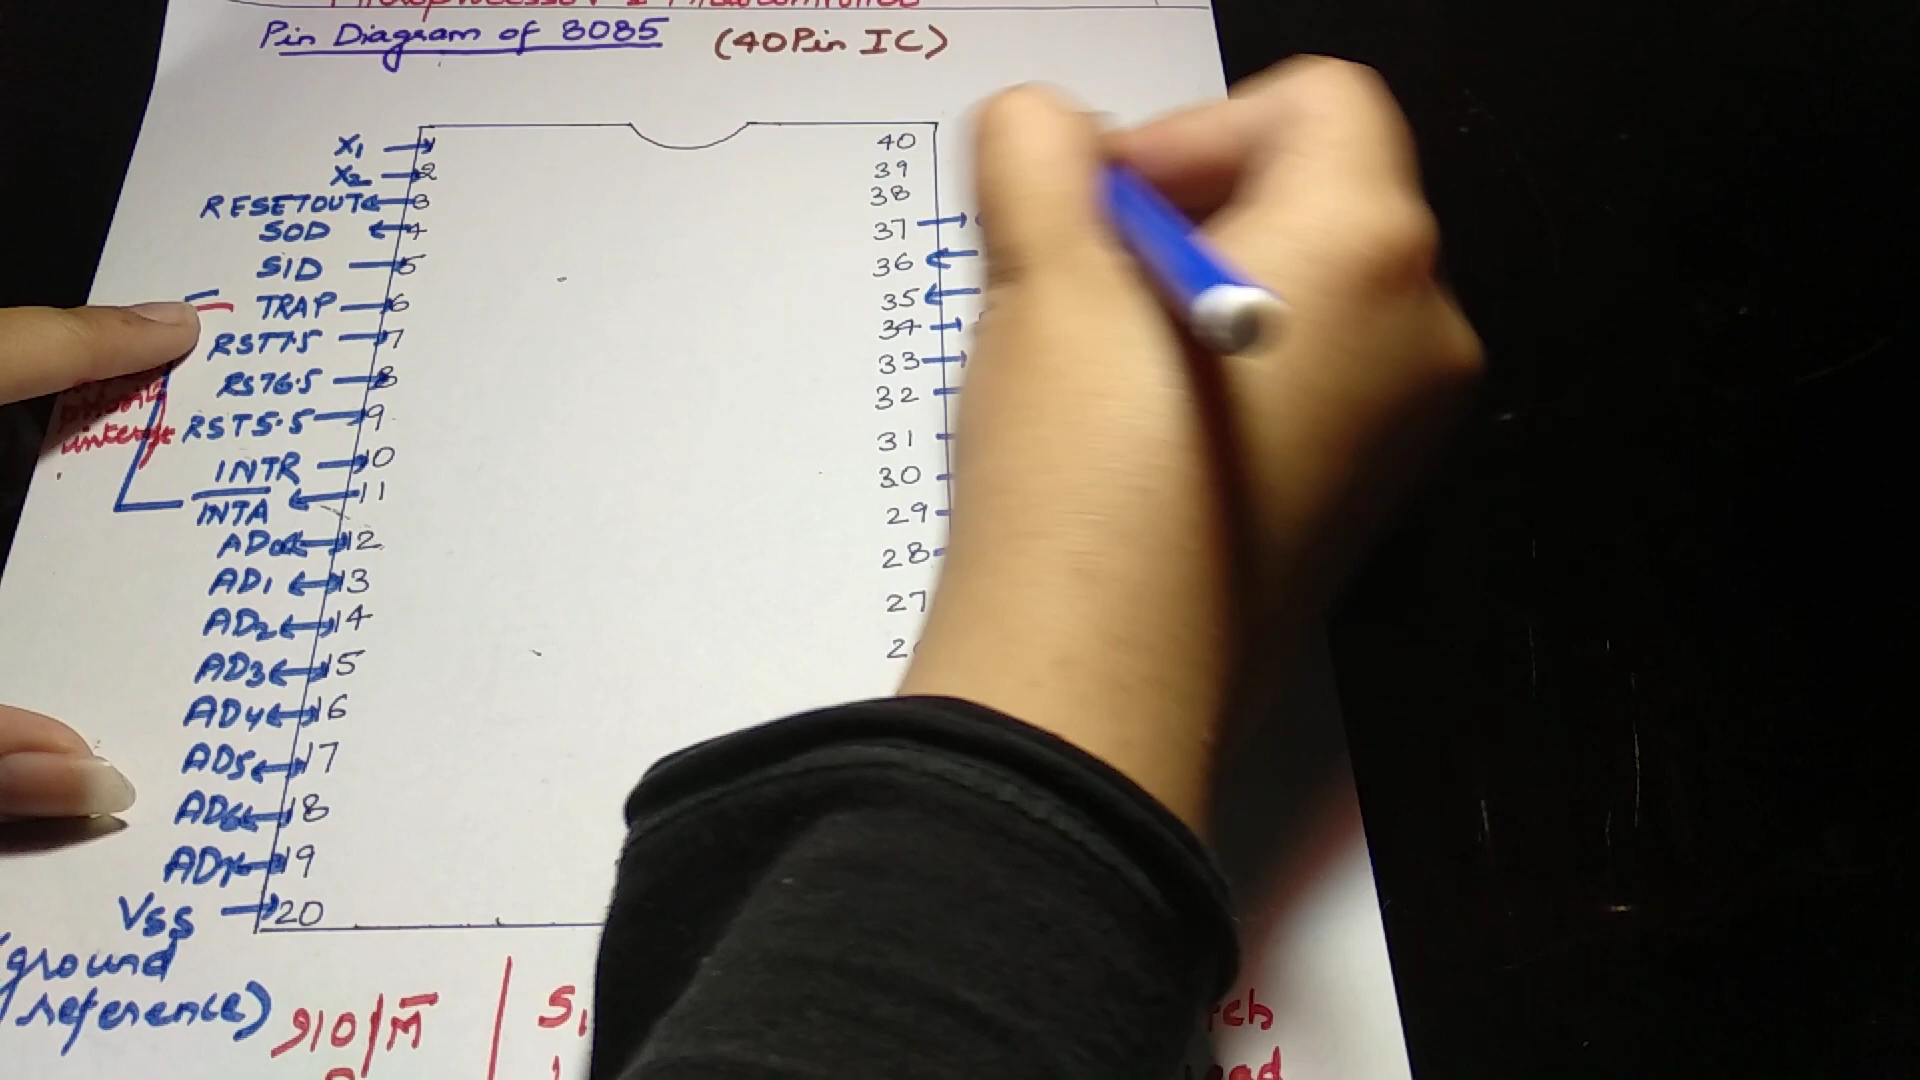 Pin Diagram of 8085 (40 Pin IC)
X1 1
X2 2
RESETOUT 3
SOD 4
SID 5
TRAP 6
RST7.5 7
RST6.5 8
RST5.5 9
INTR 10
INTA 11
AD0 12
AD1 13
AD2 14
AD3 15
AD4 16
AD5 17
AD6 18
AD7 19
VSS 20
(ground
reference)
40
39
38
37
36
35
34
33
32
31
30
29
28
27
IO/M | S1